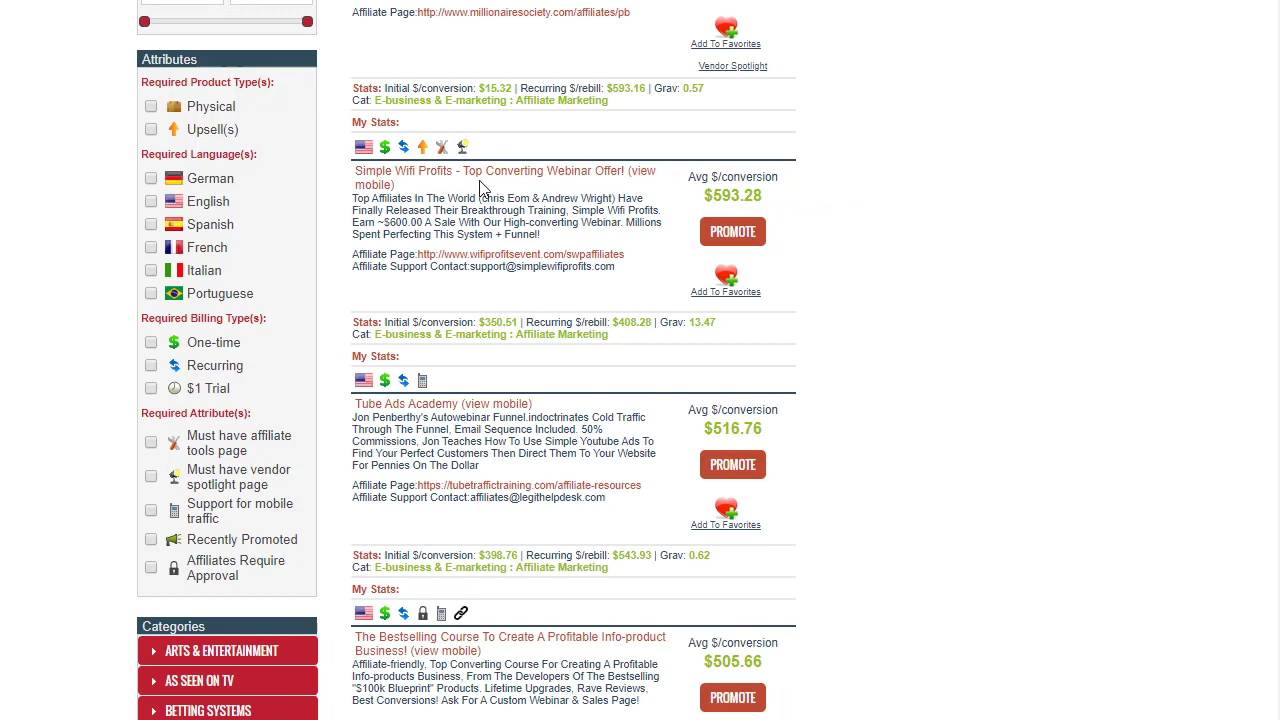 Attributes
Required Product Type(s):
Physical
Upsell(s)
Required Language(s):
German
English
Spanish
French
Italian
Portuguese
Required Billing Type(s):
One-time
Recurring
$1 Trial
Required Attribute(s):
Must have affiliate
tools page
Must have vendor
spotlight page
Support for mobile
traffic
Recently Promoted
Affiliates Require
Approval
Categories
ARTS & ENTERTAINMENT
AS SEEN ON TV
BETTING SYSTEMS
Affiliate Page:http://www.millionairesociety.com/affiliates/pb
Add To Favorites
Vendor Spotlight
Stats: Initial $/conversion: $15.32 | Recurring $/rebill: $593.16 | Grav: 0.57
Cat: E-business & E-marketing : Affiliate Marketing
My Stats:
Simple Wifi Profits - Top Converting Webinar Offer! (view
mobile)
Top Affiliates In The World (Chris Eom & Andrew Wright) Have
Finally Released Their Breakthrough Training, Simple Wifi Profits.
Earn ~$600.00 A Sale With Our High-converting Webinar. Millions
Spent Perfecting This System + Funnel!
Affiliate Page:http://www.wifiprofitsevent.com/swpaffiliates
Affiliate Support Contact:support@simplewifiprofits.com
Avg $/conversion
$593.28
PROMOTE
Add To Favorites
Stats: Initial $/conversion: $350.51 | Recurring $/rebill: $408.28 | Grav: 13.47
Cat: E-business & E-marketing : Affiliate Marketing
My Stats:
Tube Ads Academy (view mobile)
Jon Penberthy's Autowebinar Funnel.indoctrinates Cold Traffic
Through The Funnel, Email Sequence Included. 50%
Commissions, Jon Teaches How To Use Simple Youtube Ads To
Find Your Perfect Customers Then Direct Them To Your Website
For Pennies On The Dollar
Affiliate Page:https://tubetraffictraining.com/affiliate-resources
Affiliate Support Contact:affiliates@legithelpdesk.com
Avg $/conversion
$516.76
PROMOTE
Add To Favorites
Stats: Initial $/conversion: $398.76 | Recurring $/rebill: $543.93 | Grav: 0.62
Cat: E-business & E-marketing : Affiliate Marketing
My Stats:
The Bestselling Course To Create A Profitable Info-product
Business! (view mobile)
Affiliate-friendly, Top Converting Course For Creating A Profitable
Info-products Business, From The Developers Of The Bestselling
"$100k Blueprint" Products. Lifetime Upgrades, Rave Reviews,
Best Conversions! Ask For A Custom Webinar & Sales Page!
Avg $/conversion
$505.66
PROMOTE